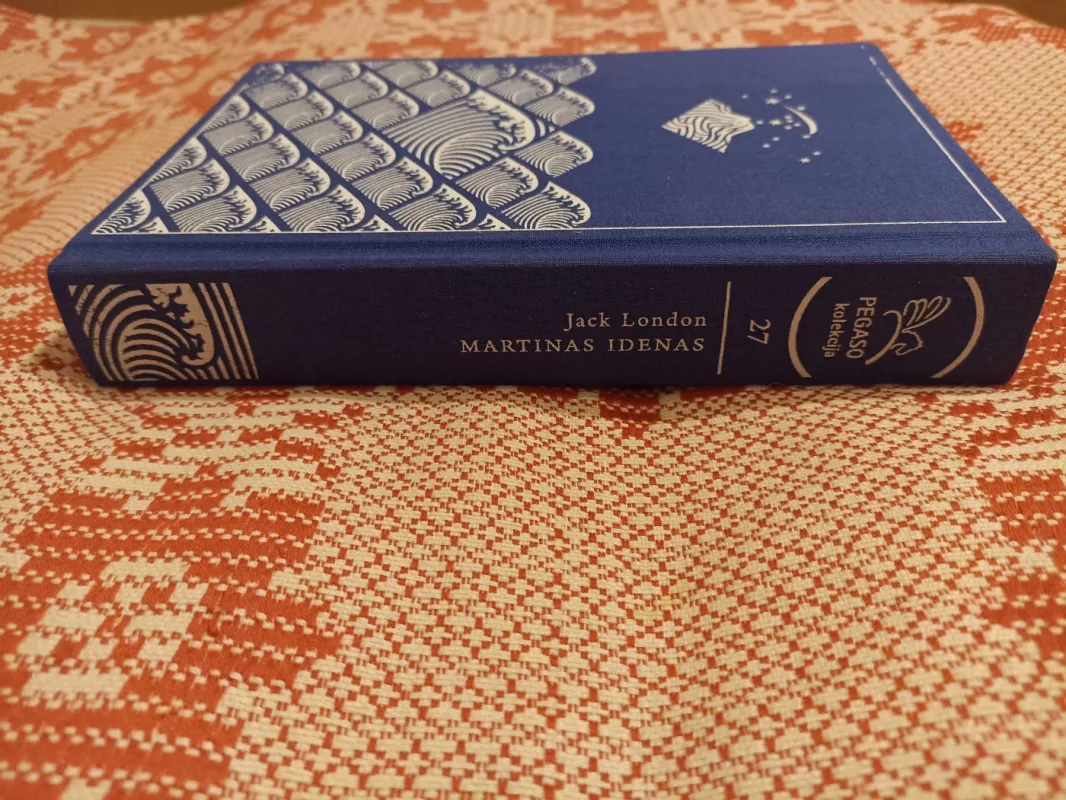 Jack London
MARTINAS IDENAS
27
PEGASO
kolekcija